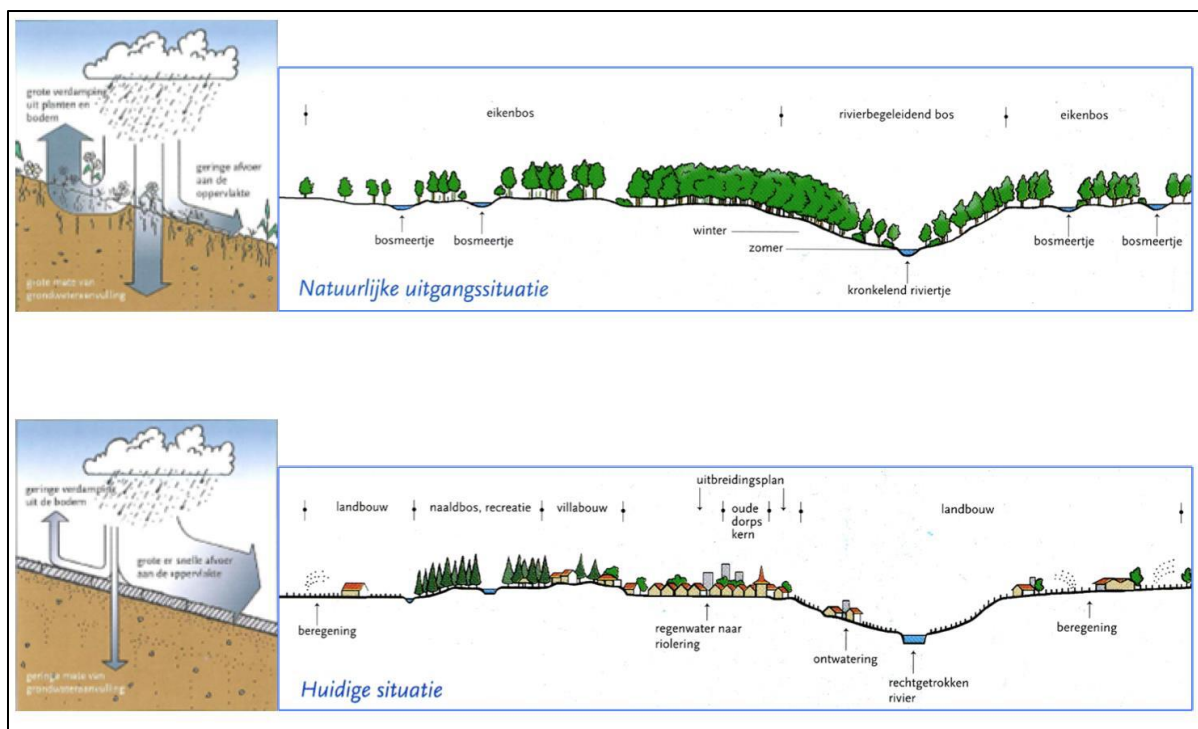 grote verdamping
uit planten en
bodem
geringe afvoer
aan de
oppervlakte
grote mate van
grondwateraanvulling
eikenbos
rivierbegeleidend bos
eikenbos
bosmeertje
bosmeertje
winter
zomer
bosmeertje
bosmeertje
kronkelend riviertje
Natuurlijke uitgangssituatie
geringe verdamping
uit de bodem
grote er snelle afvoer
aan de oppervlakte
geringe mate van
grondwateraanvulling
uitbreidingsplan
landbouw
naaldbos, recreatie
villabouw
oude
dorps
kern
landbouw
beregening
regenwater naar
riolering
ontwatering
beregening
rechtgetrokken
rivier
Huidige situatie